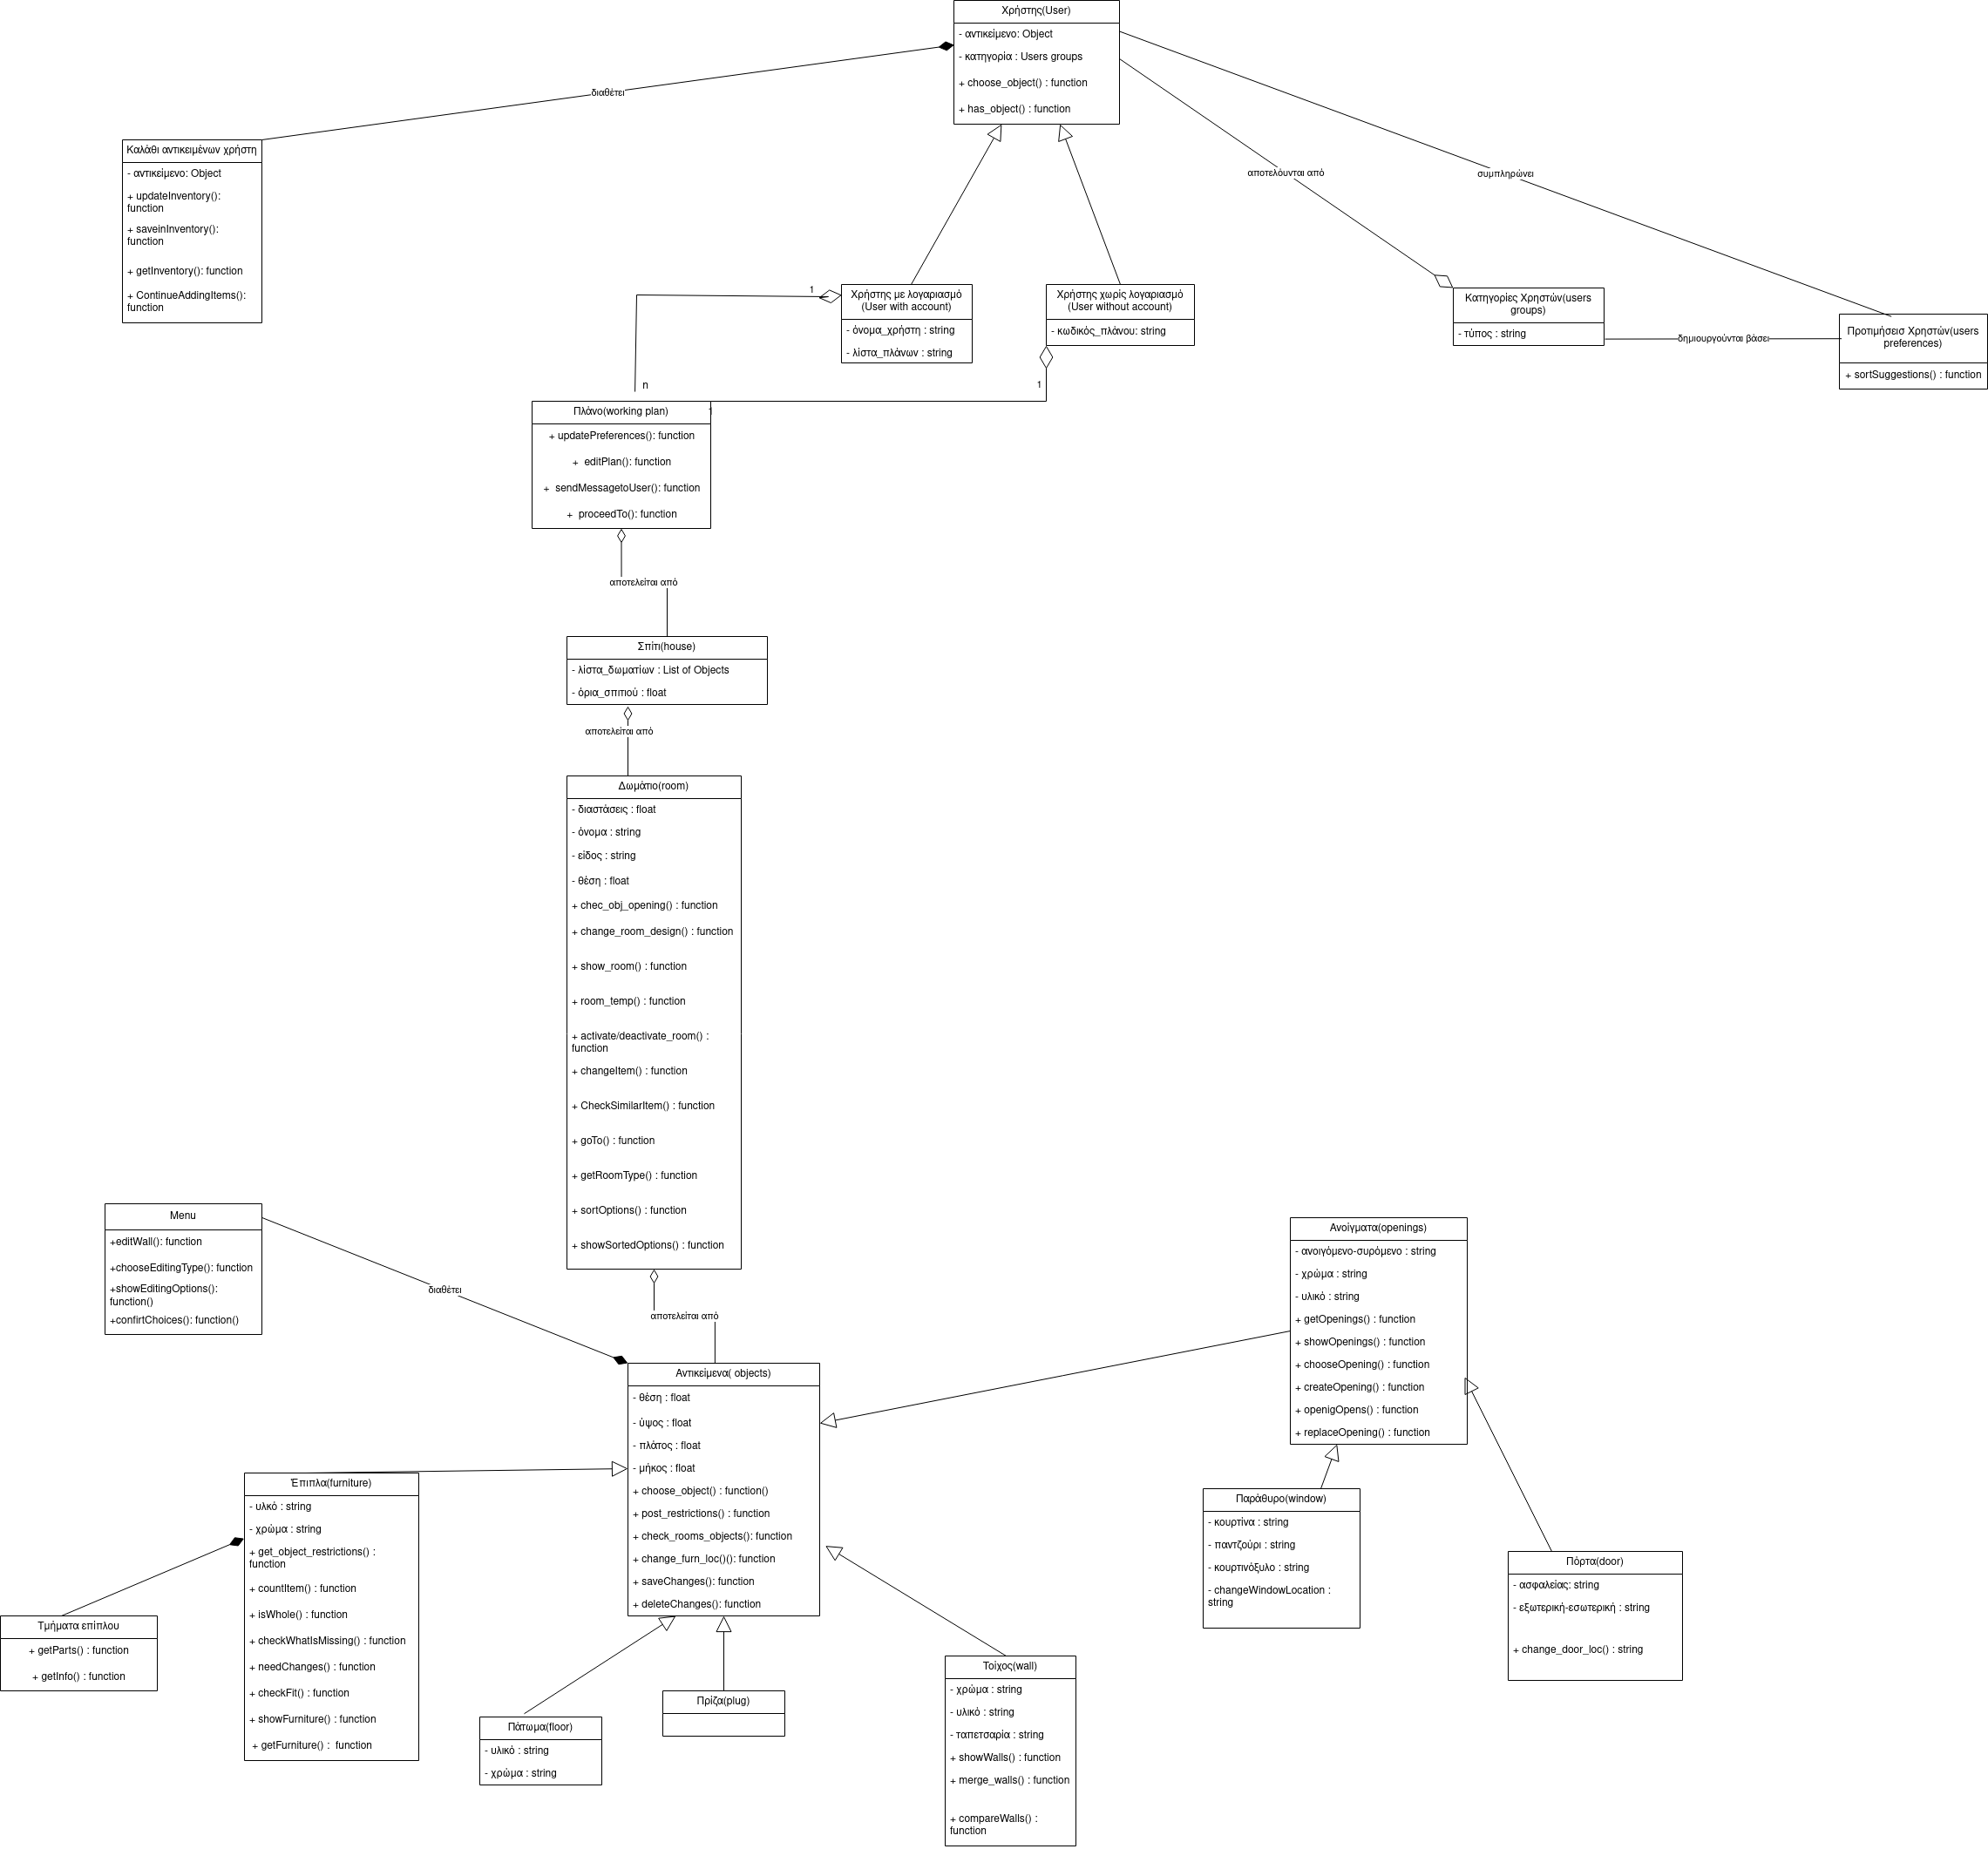 Χρήστης(User)
- αντικείμενο: Object
- κατηγορία : Users groups
+ choose_object() : function
+ has_object() : function
διαθέτει
Καλάθι αντικειμένων χρήστη
- αντικείμενο: Object
+ updateInventory():
function
+ saveinInventory():
function
+ getInventory(): function
+ ContinueAddingItems():
function
αποτελόυνται από
συμπληρώνει
1
Χρήστης με λογαριασμό
(User with account)
- όνομα_χρήστη : string
- λίστα_πλάνων : string
Χρήστης χωρίς λογαριασμό
(User without account)
- κωδικός_πλάνου: string
Κατηγορίες Χρηστών(users
groups)
- τύπος : string
δημιουργούνται βάσει
Προτιμήσεισ Χρηστών(users
preferences)
+ sortSuggestions() : function
n
1
1
Πλάνο(working plan)
+ updatePreferences(): function
+ editPlan(): function
+ sendMessagetoUser(): function
+ proceedTo(): function
αποτελείται από
Σπίτι(house)
- λίστα_δωματίων : List of Objects
- όρια_σπιτιού : float
αποτελείται από
Δωμάτιο(room)
- διαστάσεις : float
- όνομα : string
- είδος : string
- θέση : float
+ chec_obj_opening() : function
+ change_room_design() : function
+ show_room() : function
+ room_temp() : function
+ activate/deactivate_room() :
function
+ changeItem() : function
+ CheckSimilarItem() : function
+ goTo() : function
+ getRoomType() : function
+ sortOptions() : function
+ showSortedOptions() : function
αποτελείται από
Menu
+editWall(): function
+chooseEditingType(): function
+showEditingOptions():
function()
+confirtChoices(): function()
διαθέτει
Αντικείμενα( objects)
- θέση : float
- ύψος : float
- πλάτος : float
- μήκος : float
+ choose_object() : function()
+ post_restrictions() : function
+ check_rooms_objects(): function
+ change_furn_loc()(): function
+ saveChanges(): function
+ deleteChanges(): function
Ανοίγματα(openings)
- ανοιγόμενο-συρόμενο : string
- χρώμα : string
- υλικό : string
+ getOpenings() : function
+ showOpenings() : function
+ chooseOpening() : function
+ createOpening() : function
+ openigOpens() : function
+ replaceOpening() : function
Έπιπλα(furniture)
- υλκό : string
- χρώμα : string
+ get_object_restrictions() :
function
+ countItem() : function
+ isWhole() : function
+ checkWhatIsMissing() : function
+ needChanges() : function
+ checkFit() : function
+ showFurniture() : function
+ getFurniture() : function
Τμήματα επίπλου
+ getParts() : function
+ getInfo() : function
Παράθυρο(window)
- κουρτίνα : string
- παντζούρι : string
- κουρτινόξυλο : string
- changeWindowLocation :
string
Πόρτα(door)
- ασφαλείας: string
- εξωτερική-εσωτερική : string
+ change_door_loc() : string
Πάτωμα(floor)
- υλικό : string
- χρώμα : string
Πρίζα(plug)
Τοίχος(wall)
- χρώμα : string
- υλικό : string
- ταπετσαρία : string
+ showWalls() : function
+ merge_walls() : function
+ compareWalls() :
function